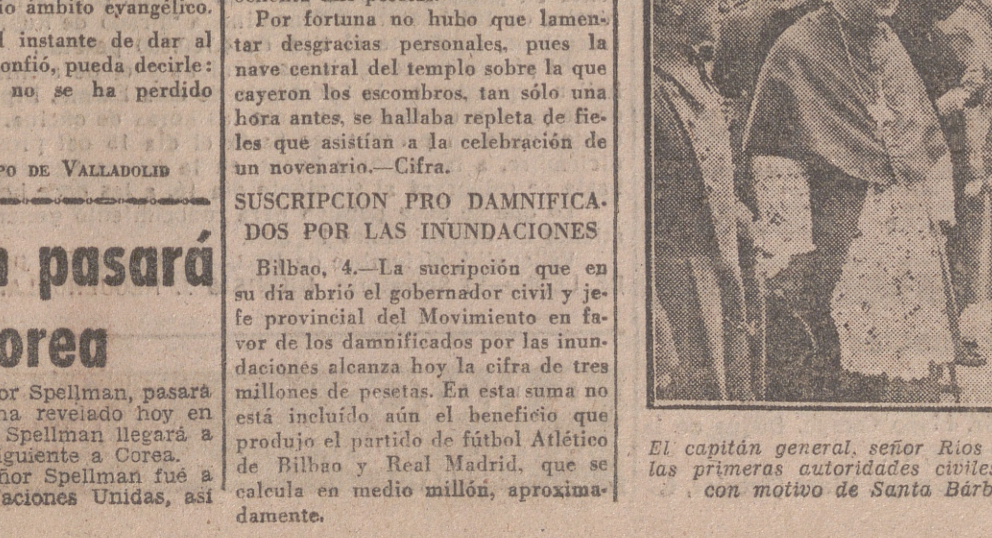 io ámbito evangélico.
l instante de dar al
onfió, pueda decirle:
no se ha perdido
PO DE VALLADOLID
n pasará
orea
or Spellman, pasará
na revelado hoy en
Spellman llegará a
iguiente a Corea.
ñor Spellman fué a
aciones Unidas, así
Por fortuna no hubo que lamen-
tar desgracias personales, pues la
nave central del templo sobre la que
cayeron los escombros, tan sólo una
hora antes, se hallaba repleta de fie-
les que asistían a la celebración de
un novenario.—Cifra.
SUSCRIPCION PRO DAMNIFICA-
DOS POR LAS INUNDACIONES
Bilbao, 4.—La sucripción que en
su día abrió el gobernador civil y je-
fe provincial del Movimiento en fa-
vor de los damnificados por las inun-
daciones alcanza hoy la cifra de tres
millones de pesetas. En esta suma no
está incluído aún el beneficio que
produjo el partido de fútbol Atlético
de Bilbao y Real Madrid, que se
calcula en medio millón, aproxima-
damente.
El capitán general, señor Ríos
las primeras autoridades civiles
con motivo de Santa Bárb